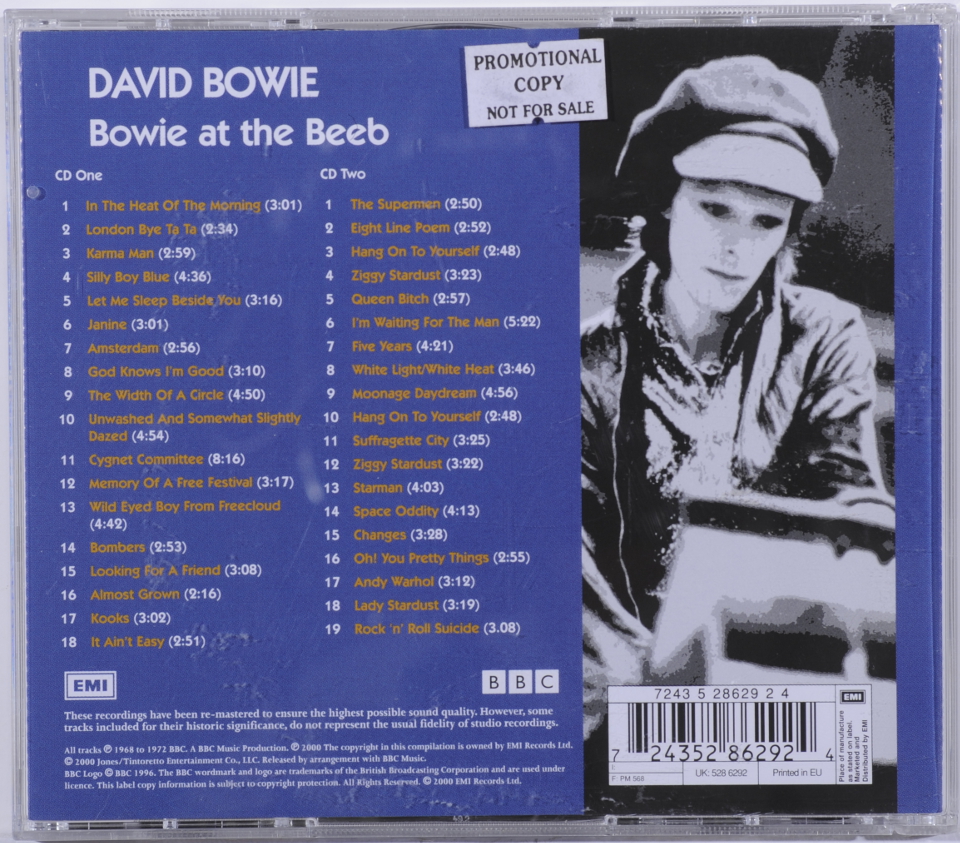 DAVID BOWIE
Bowie at the Beeb
PROMOTIONAL
COPY
NOT FOR SALE
CD One
1 In The Heat Of The Morning (3:01)
2 London Bye Ta Ta (2:34)
3 Karma Man (2:59)
4 Silly Boy Blue (4:36)
5 Let Me Sleep Beside You (3:16)
6 Janine (3:01)
7 Amsterdam (2:56)
8 God Knows I'm Good (3:10)
9 The Width Of A Circle (4:50)
10 Unwashed And Somewhat Slightly
Dazed (4:54)
11 Cygnet Committee (8:16)
12 Memory Of A Free Festival (3:17)
13 Wild Eyed Boy From Freecloud
(4:42)
14 Bombers (2:53)
15 Looking For A Friend (3:08)
16 Almost Grown (2:16)
17 Kooks (3:02)
18 It Ain't Easy (2:51)
CD Two
1 The Supermen (2:50)
2 Eight Line Poem (2:52)
3 Hang On To Yourself (2:48)
4 Ziggy Stardust (3:23)
5 Queen Bitch (2:57)
6 I'm Waiting For The Man (5:22)
7 Five Years (4:21)
8 White Light/White Heat (3:46)
9 Moonage Daydream (4:56)
10 Hang On To Yourself (2:48)
11 Suffragette City (3:25)
12 Ziggy Stardust (3:22)
13 Starman (4:03)
14 Space Oddity (4:13)
15 Changes (3:28)
16 Oh! You Pretty Things (2:55)
17 Andy Warhol (3:12)
18 Lady Stardust (3:19)
19 Rock 'n' Roll Suicide (3.08)
EMI
BBC
These recordings have been re-mastered to ensure the highest possible sound quality. However, some
tracks included for their historic significance, do not represent the usual fidelity of studio recordings.
All tracks ℗ 1968 to 1972 BBC. A BBC Music Production. ℗ 2000 The copyright in this compilation is owned by EMI Records Ltd.
© 2000 Jones/Tintoretto Entertainment Co., LLC. Released by arrangement with BBC Music.
BBC Logo © BBC 1996. The BBC wordmark and logo are trademarks of the British Broadcasting Corporation and are used under
licence. This label copy information is subject to copyright protection. All Rights Reserved. © 2000 EMI Records Ltd.
7243 5 28629 2 4
7 24352 86292 4
F: PM 568
UK: 528 6292
Printed in EU
EMI
Place of manufacture
as stated on label.
Marketed and
Distributed by EMI